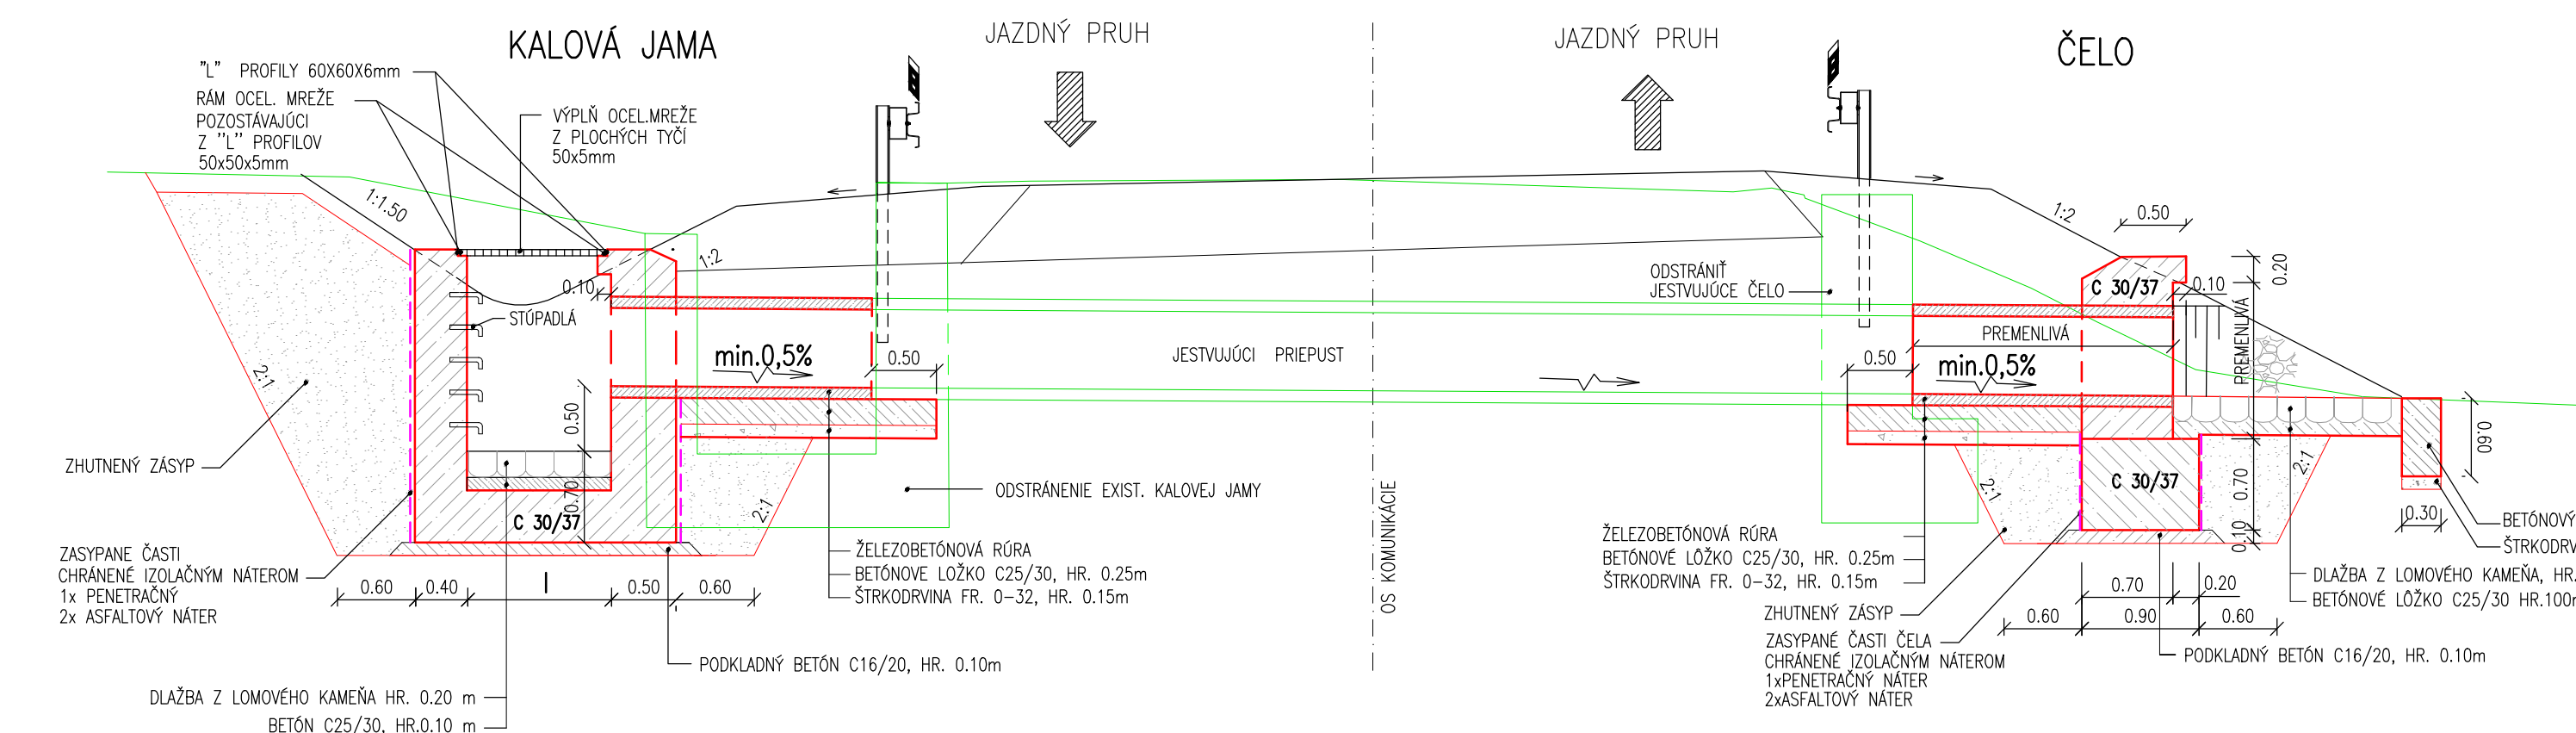 KALOVÁ JAMA
JAZDNÝ PRUH
JAZDNÝ PRUH
ČELO
"L" PROFILY 60X60X6mm
RÁM OCEL. MREŽE
POZOSTÁVAJÚCI
Z "L" PROFILOV
50x50x5mm
VÝPLŇ OCEL.MREŽE
Z PLOCHÝCH TYČÍ
50x5mm
1:1.50
1:2
0.10
STÚPADLÁ
min.0,5%
0.50
2:1
0.50
0.70
C 30/37
2:1
ZHUTNENÝ ZÁSYP
ZASYPANE ČASTI
CHRÁNENÉ IZOLAČNÝM NÁTEROM
1x PENETRAČNÝ
2x ASFALTOVÝ NÁTER
0.60
0.40
l
0.50
0.60
DLAŽBA Z LOMOVÉHO KAMEŇA HR. 0.20 m
BETÓN C25/30, HR.0.10 m
PODKLADNÝ BETÓN C16/20, HR. 0.10m
ŽELEZOBETÓNOVÁ RÚRA
BETÓNOVE LOŽKO C25/30, HR. 0.25m
ŠTRKODRVINA FR. 0-32, HR. 0.15m
ODSTRÁNENIE EXIST. KALOVEJ JAMY
JESTVUJÚCI PRIEPUST
OS KOMUNIKÁCIE
ODSTRÁNIŤ
JESTVUJÚCE ČELO
1:2
0.50
0.20
C 30/37
0.10
PREMENLIVÁ
PREMENLIVÁ
0.50
min.0,5%
0.60
2:1
2:1
C 30/37
0.70
0.10
0.30
BETÓNOVÝ
ŠTRKODRV
DLAŽBA Z LOMOVÉHO KAMEŇA, HR.
BETÓNOVÉ LÔŽKO C25/30 HR.100
ŽELEZOBETÓNOVÁ RÚRA
BETÓNOVÉ LÔŽKO C25/30, HR. 0.25m
ŠTRKODRVINA FR. 0-32, HR. 0.15m
ZHUTNENÝ ZÁSYP
ZASYPANÉ ČASTI ČELA
CHRÁNENÉ IZOLAČNÝM NÁTEROM
1xPENETRAČNÝ NÁTER
2xASFALTOVÝ NÁTER
0.70
0.20
0.60
0.90
0.60
PODKLADNÝ BETÓN C16/20, HR. 0.10m